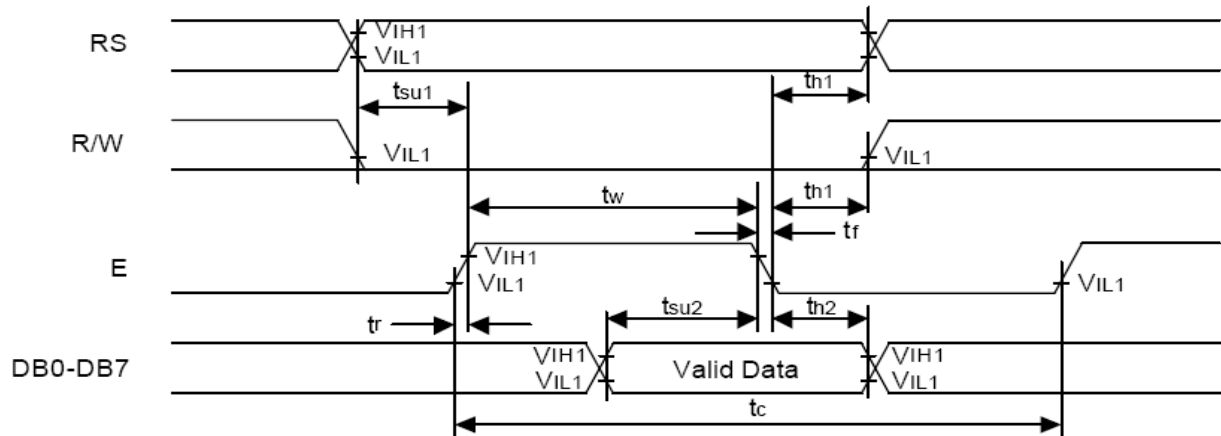 RS
VIH1
VIL1
tsu1
th1
R/W
VIL1
VIL1
tw
th1
tf
E
VIH1
VIL1
VIL1
tr
tsu2
th2
DB0-DB7
VIH1
VIL1
Valid Data
VIH1
VIL1
tc